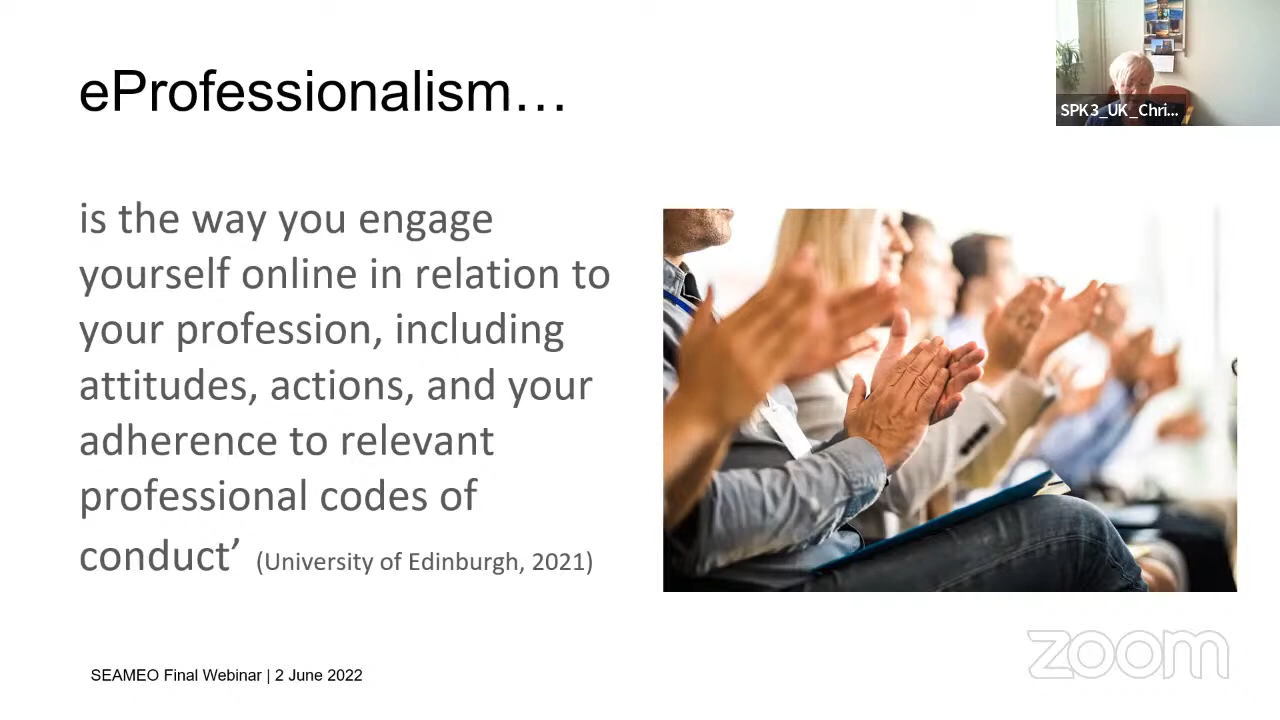 eProfessionalism…
SPK3_UK_Chri...
is the way you engage
yourself online in relation to
your profession, including
attitudes, actions, and your
adherence to relevant
professional codes of
conduct’ (University of Edinburgh, 2021)
zoom
SEAMEO Final Webinar | 2 June 2022